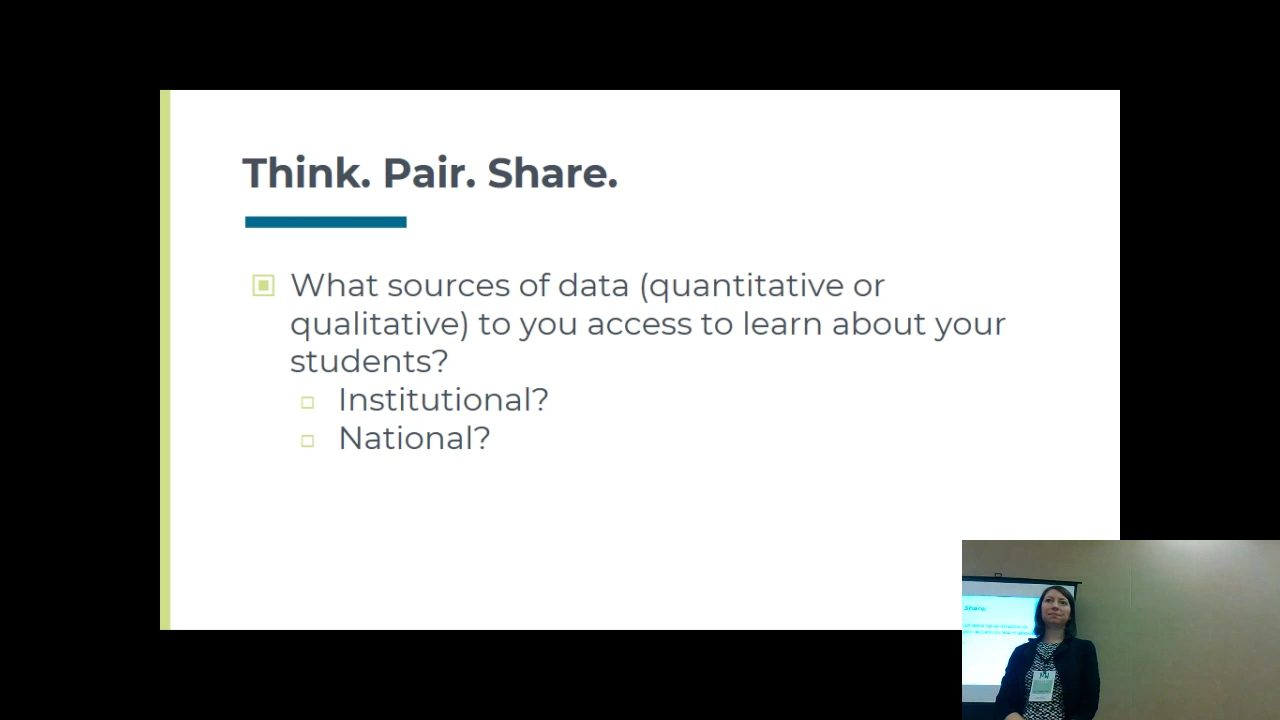 Think. Pair. Share.
What sources of data (quantitative or
qualitative) to you access to learn about your
students?
Institutional?
National?
Share.